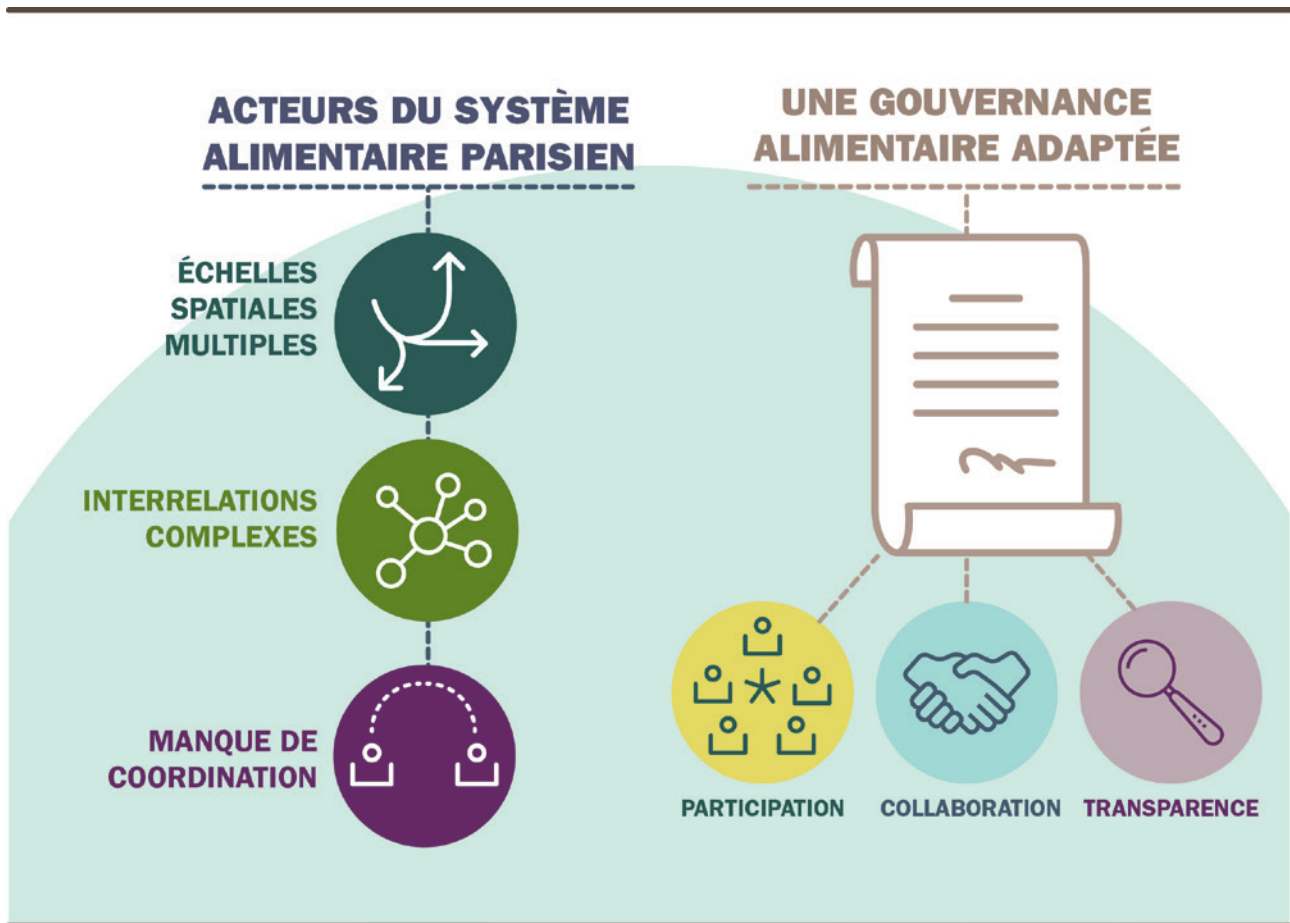 ACTEURS DU SYSTÈME
ALIMENTAIRE PARISIEN
ÉCHELLES
SPATIALES
MULTIPLES
INTERRELATIONS
COMPLEXES
MANQUE DE
COORDINATION
UNE GOUVERNANCE
ALIMENTAIRE ADAPTÉE
PARTICIPATION
COLLABORATION
TRANSPARENCE